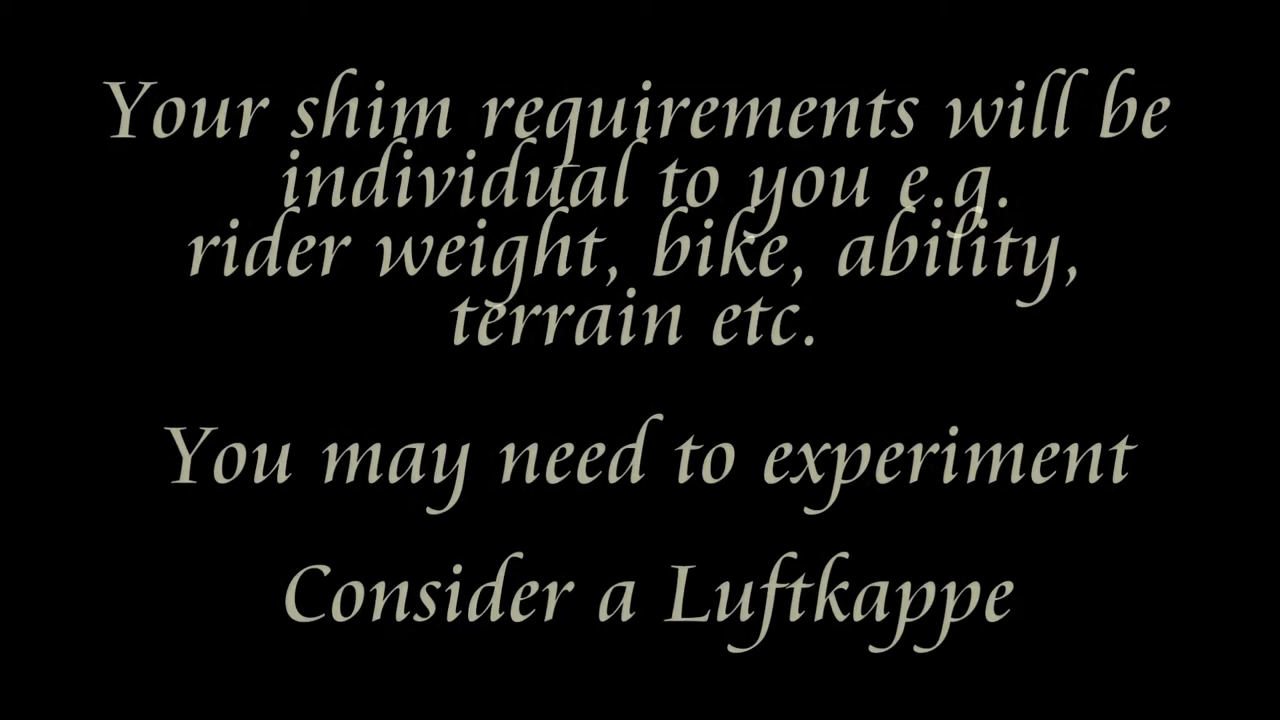 Your shim requirements will be
individual to you e.g.
rider weight, bike, ability,
terrain etc.
You may need to experiment
Consider a Luftkappe